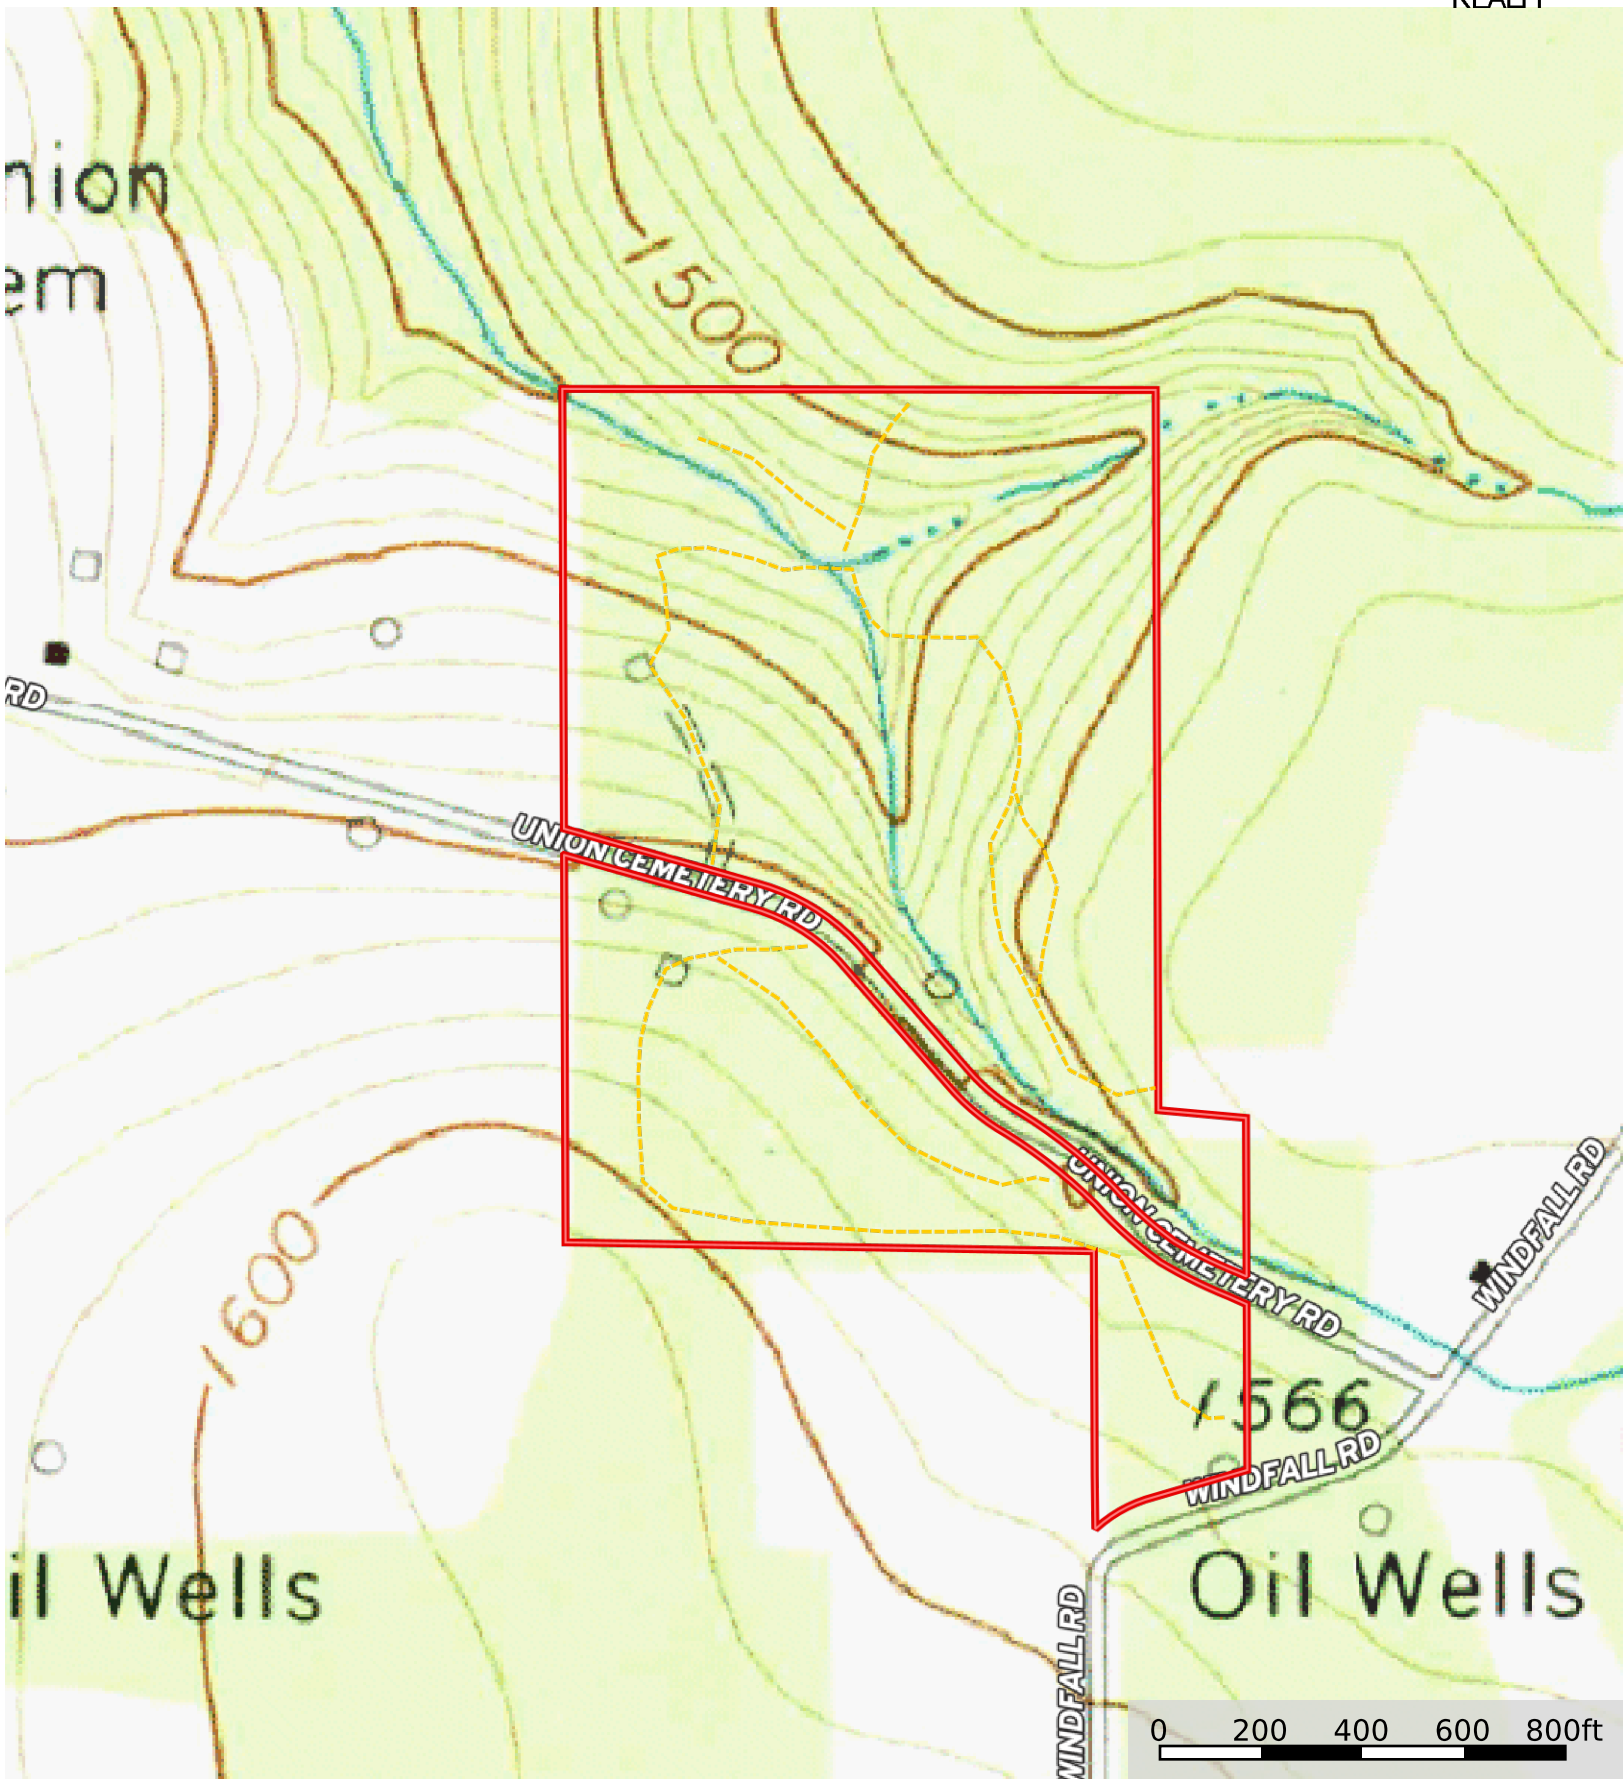 REALTY
nion
em
1500
RD
UNION CEMETERY RD
UNION CEMETERY RD
WINDFALL RD
1600
1566
WINDFALL RD
il Wells
Oil Wells
WINDFALL RD
0 200 400 600 800ft